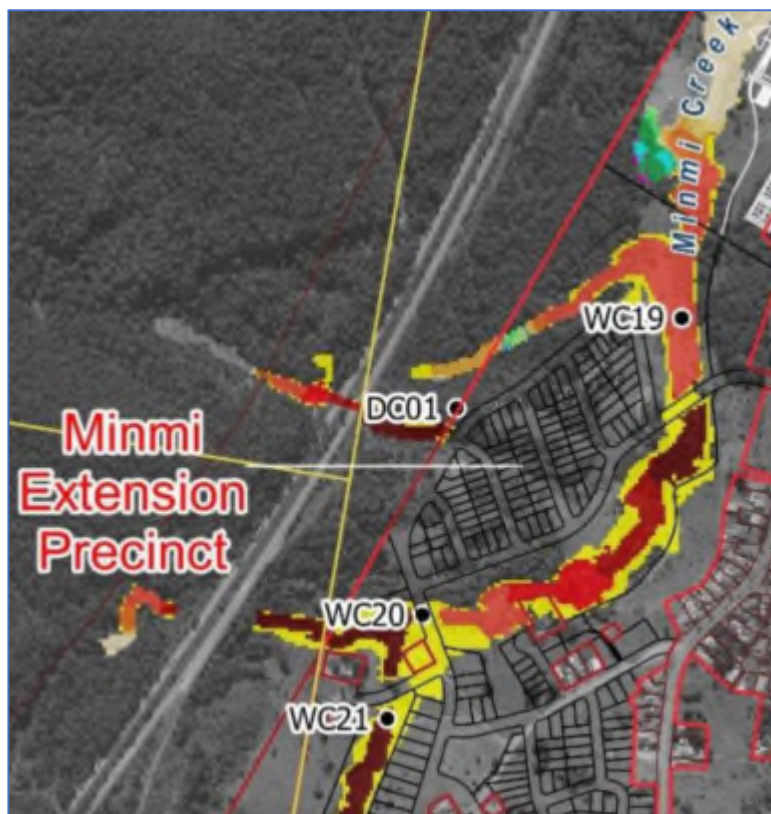 Minmi Creek
WC19
DC01
Minmi
Extension
Precinct
WC20
WC21